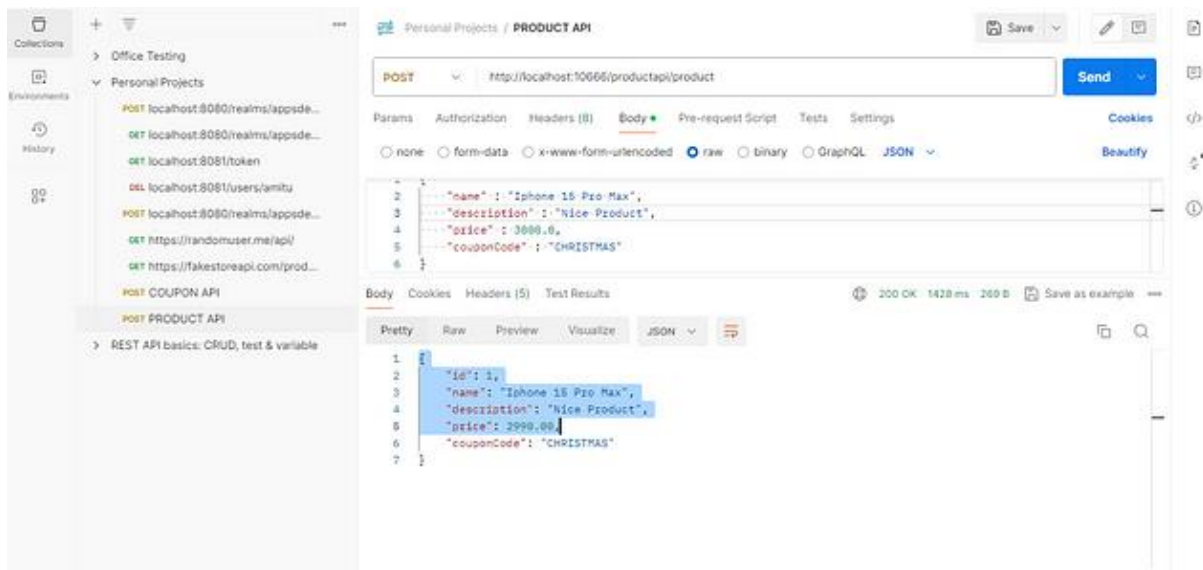 Collections
Environments
History
Office Testing
Personal Projects
POST localhost:8080/realms/appsde...
GET localhost:8080/realms/appsde...
GET localhost:8081/token
DEL localhost:8081/users/amitu
POST localhost:8080/realms/appsde...
GET https://randomuser.me/api/
GET https://fakestoreapi.com/prod...
POST COUPON API
POST PRODUCT API
REST API basics: CRUD, test & variable
Personal Projects / PRODUCT API
Save
POST http://localhost:10666/productapi/product
Send
Params Authorization Headers (8) Body Pre-request Script Tests Settings Cookies
none form-data x-www-form-urlencoded raw binary GraphQL JSON Beautify
2 "name" : "Iphone 15 Pro Max",
3 "description" : "Nice Product",
4 "price" : 3000.0,
5 "couponCode" : "CHRISTMAS"
6 }
Body Cookies Headers (5) Test Results 200 OK 1428 ms 269 B Save as example
Pretty Raw Preview Visualize JSON
1 {
2 "id": 1,
3 "name": "Iphone 15 Pro Max",
4 "description": "Nice Product",
5 "price": 2990.00,
6 "couponCode": "CHRISTMAS"
7 }